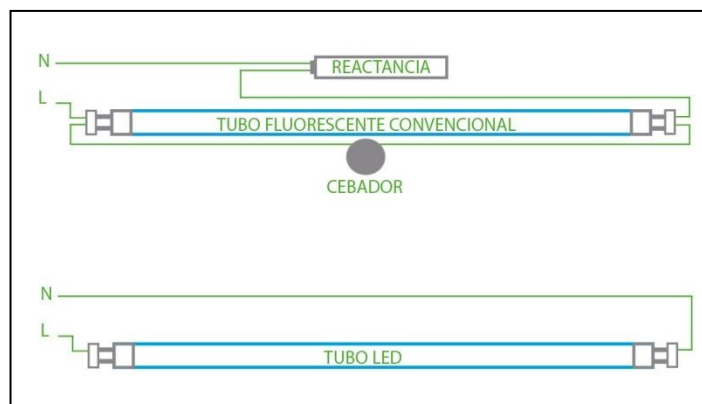 N
REACTANCIA
L
TUBO FLUORESCENTE CONVENCIONAL
CEBADOR
N
L
TUBO LED